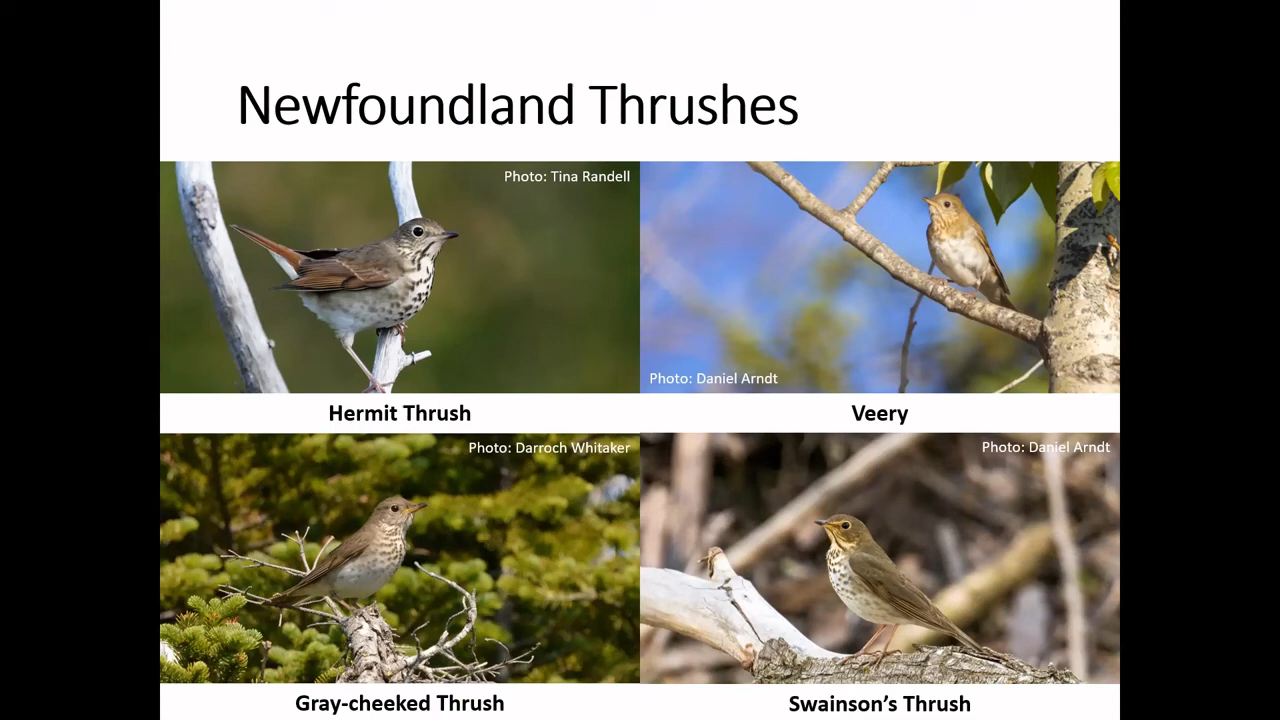 Newfoundland Thrushes
Photo: Tina Randell
Photo: Daniel Arndt
Hermit Thrush
Veery
Photo: Darroch Whitaker
Photo: Daniel Arndt
Gray-cheeked Thrush
Swainson’s Thrush